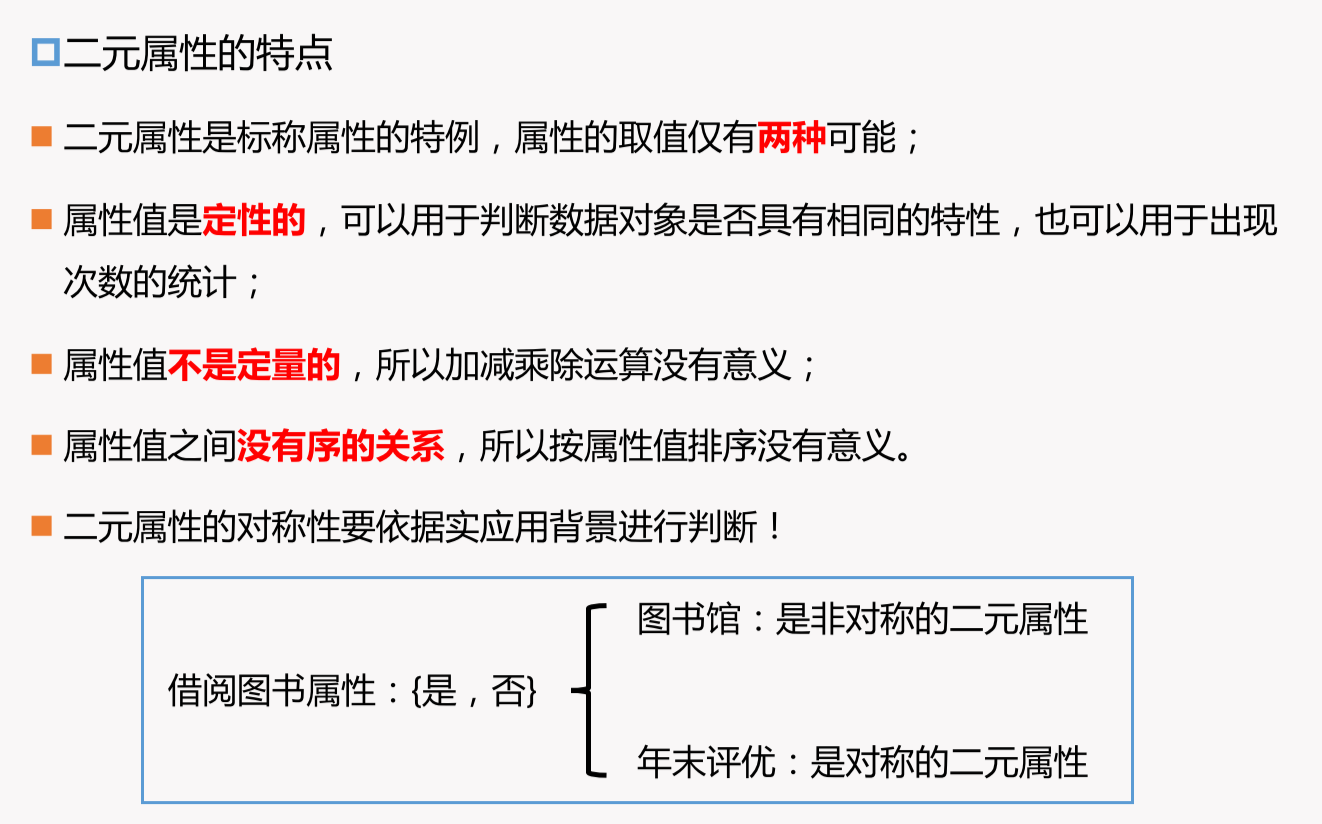 二元属性的特点
二元属性是标称属性的特例，属性的取值仅有两种可能；
属性值是定性的，可以用于判断数据对象是否具有相同的特性，也可以用于出现
次数的统计；
属性值不是定量的，所以加减乘除运算没有意义；
属性值之间没有序的关系，所以按属性值排序没有意义。
二元属性的对称性要依据实应用背景进行判断！
图书馆：是非对称的二元属性
借阅图书属性：{是，否}
年末评优：是对称的二元属性